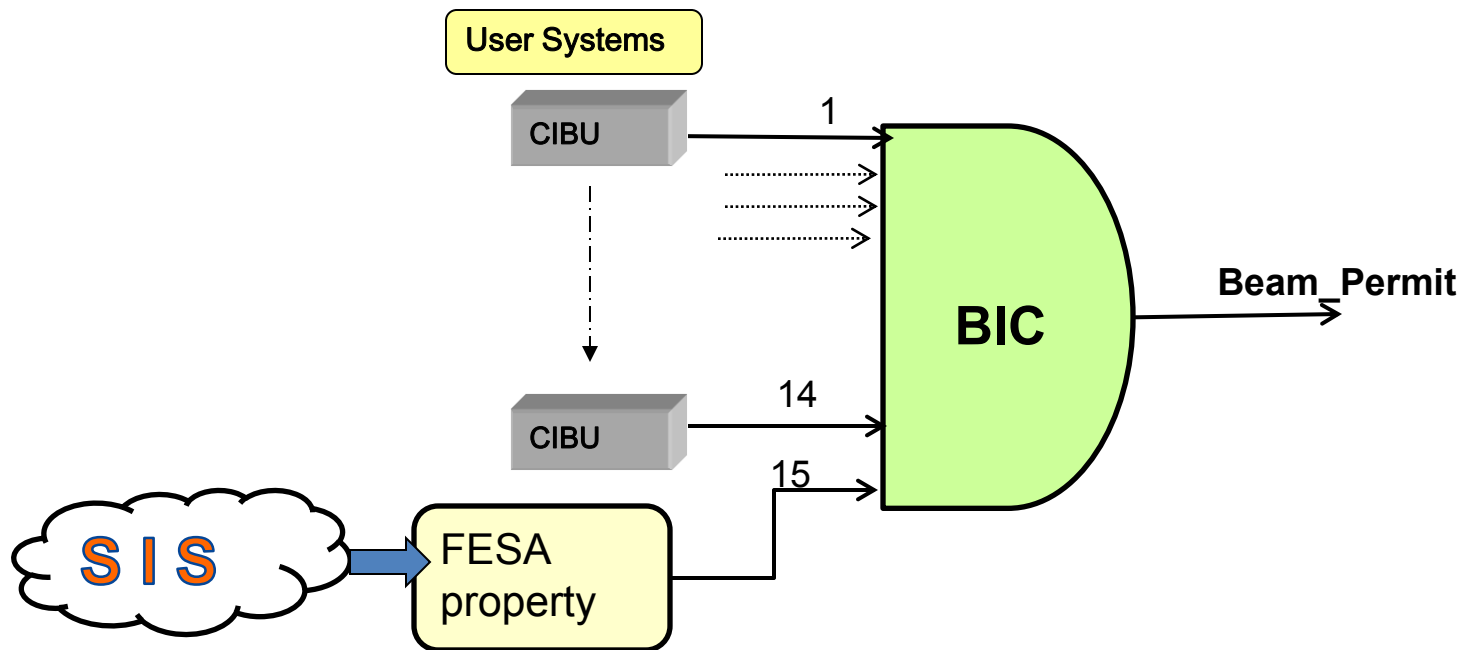 User Systems
CIBU
1
BIC
Beam_Permit
CIBU
14
15
S I S
FESA
property